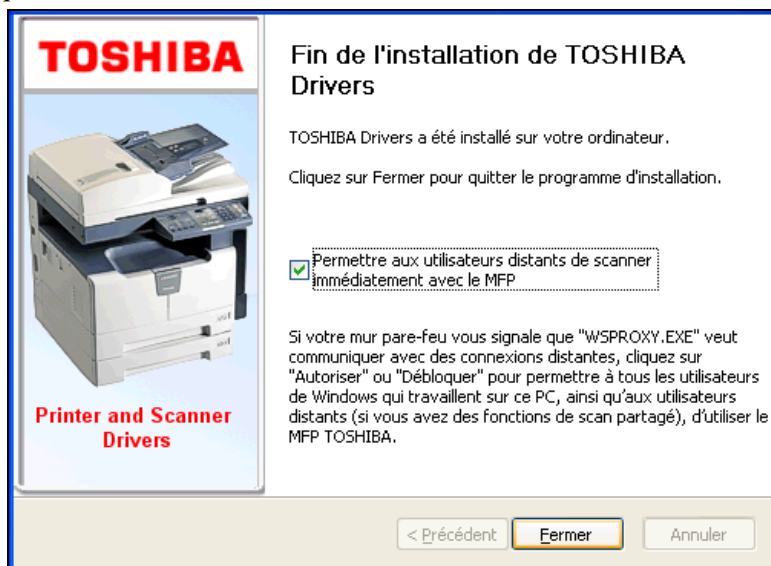 TOSHIBA
Printer and Scanner
Drivers
Fin de l'installation de TOSHIBA
Drivers
TOSHIBA Drivers a été installé sur votre ordinateur.
Cliquez sur Fermer pour quitter le programme d'installation.
Permettre aux utilisateurs distants de scanner
immédiatement avec le MFP
Si votre mur pare-feu vous signale que "WSPROXY.EXE" veut
communiquer avec des connexions distantes, cliquez sur
"Autoriser" ou "Débloquer" pour permettre à tous les utilisateurs
de Windows qui travaillent sur ce PC, ainsi qu'aux utilisateurs
distants (si vous avez des fonctions de scan partagé), d'utiliser le
MFP TOSHIBA.
< Précédent
Fermer
Annuler